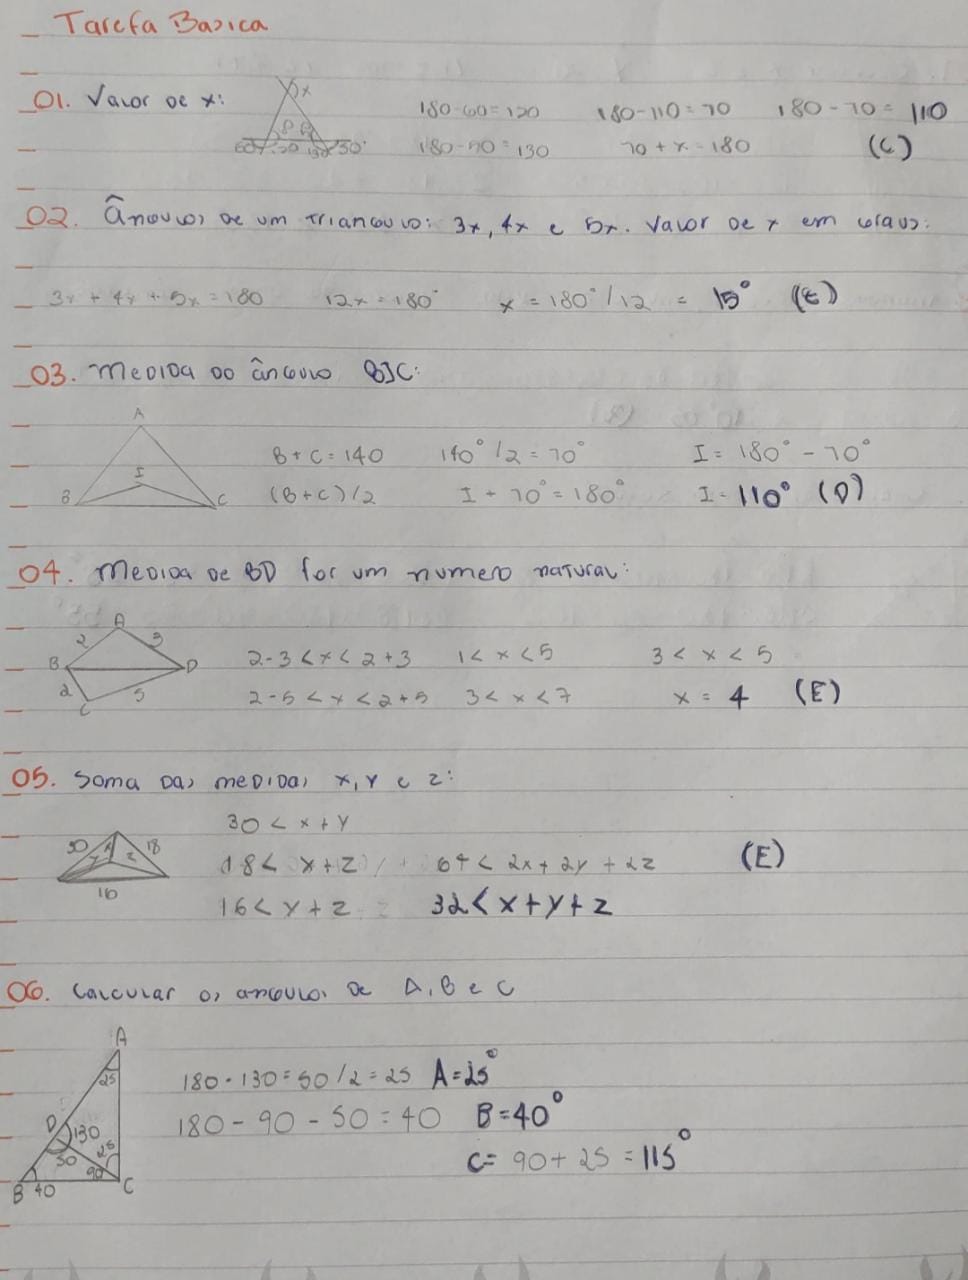 Tarefa Basica
01. Valor de x:
x
180-60=120 180-110=70 180-70= 110
180-50=130 70+x=180 (C)
02. Ângulos de um triangulo: 3x, 4x e 5x. Valor de x em graus:
3x + 4x + 5x = 180 12x = 180° x = 180°/12 = 15° (E)
03. Medida do ângulo BIC:
A
I
B C
B+C=140 140°/2=70° I = 180° - 70°
(B+C)/2 I + 70° = 180° I = 110° (D)
04. Medida de BD for um numero natural:
A
2 3
B D
2 5
C
2-3 < x < 2+3 1 < x < 5 3 < x < 5
2-5 < x < 2+5 3 < x < 7 x = 4 (E)
05. Soma das medidas x, y e z:
30 < x+y
18 < x+z 64 < 2x + 2y + 2z (E)
16 < y+z 32 < x+y+z
30 18
z
16
06. Calcular os angulos de A, B e C
A
25
D 130
50 25
90
B 40 C
180-130=50/2=25 A=25°
180-90-50=40 B=40°
C= 90+25=115°